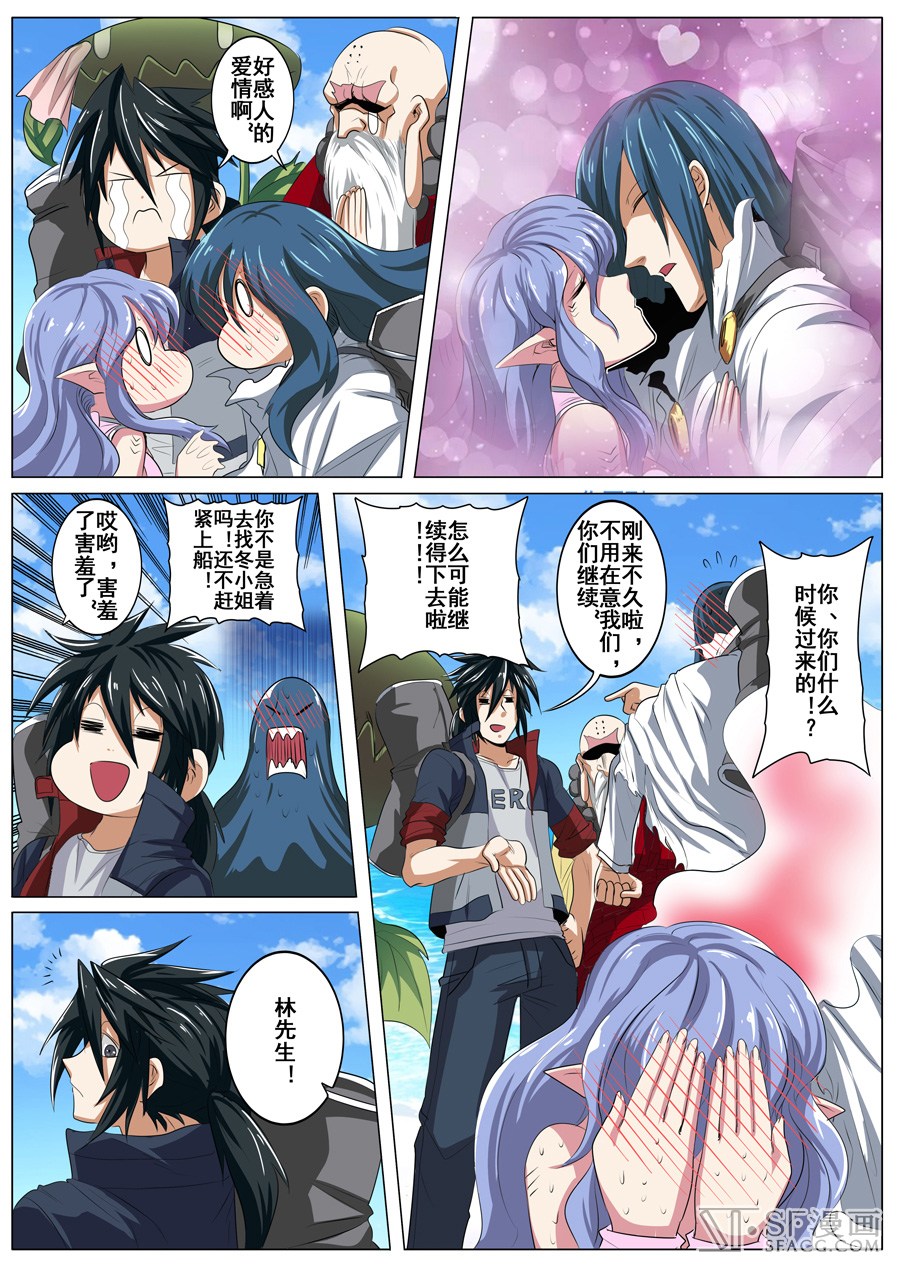 好感人的
爱情啊~
你、你们什么
时候过来的！？
刚来不久啦，
不用在意我们，
你们继续~
怎么可能继
续得下去啦
！！！
你不是急着
去找冬小姐
吗！还不赶
紧上船！
哎哟，害羞
了害羞了~
林先生！
HERO
SF漫画
SFACG.COM